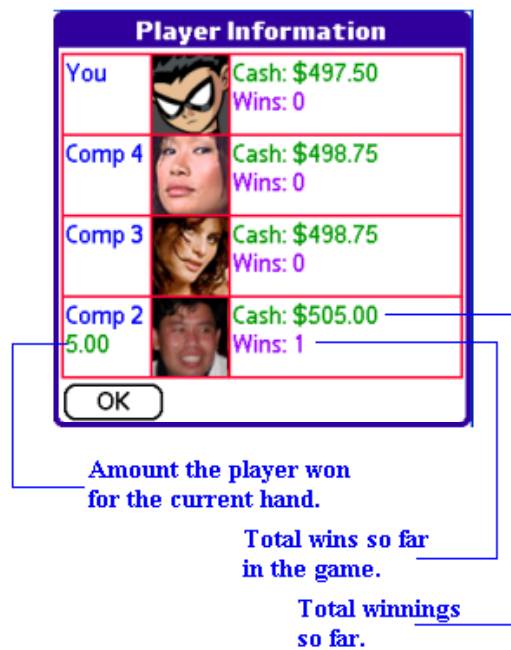 Player Information
You
Cash: $497.50
Wins: 0
Comp 4
Cash: $498.75
Wins: 0
Comp 3
Cash: $498.75
Wins: 0
Comp 2
Cash: $505.00
5.00
Wins: 1
OK
Amount the player won
for the current hand.
Total wins so far
in the game.
Total winnings
so far.